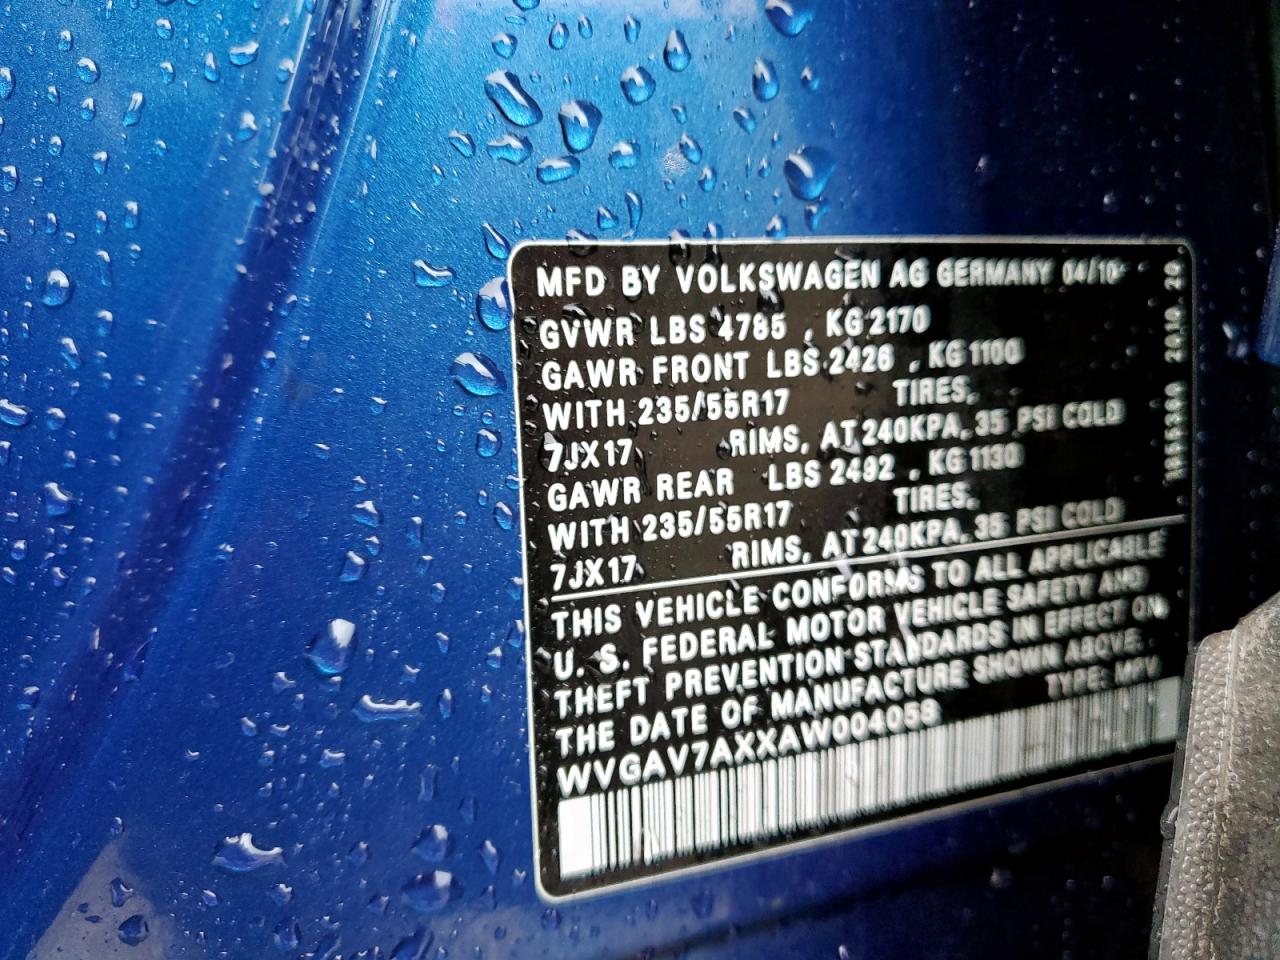 MFD BY VOLKSWAGEN AG GERMANY 04/10
GVWR LBS 4785 , KG 2170
GAWR FRONT LBS 2426 , KG 1100
WITH 235/55R17 TIRES,
7JX17 RIMS, AT 240KPA, 35 PSI COLD
GAWR REAR LBS 2492 , KG 1130
WITH 235/55R17 TIRES,
7JX17 RIMS, AT 240KPA, 35 PSI COLD
THIS VEHICLE CONFORMS TO ALL APPLICABLE
U. S. FEDERAL MOTOR VEHICLE SAFETY AND
THEFT PREVENTION STANDARDS IN EFFECT ON
THE DATE OF MANUFACTURE SHOWN ABOVE.
WVGAV7AXXAW004058 TYPE: MPV